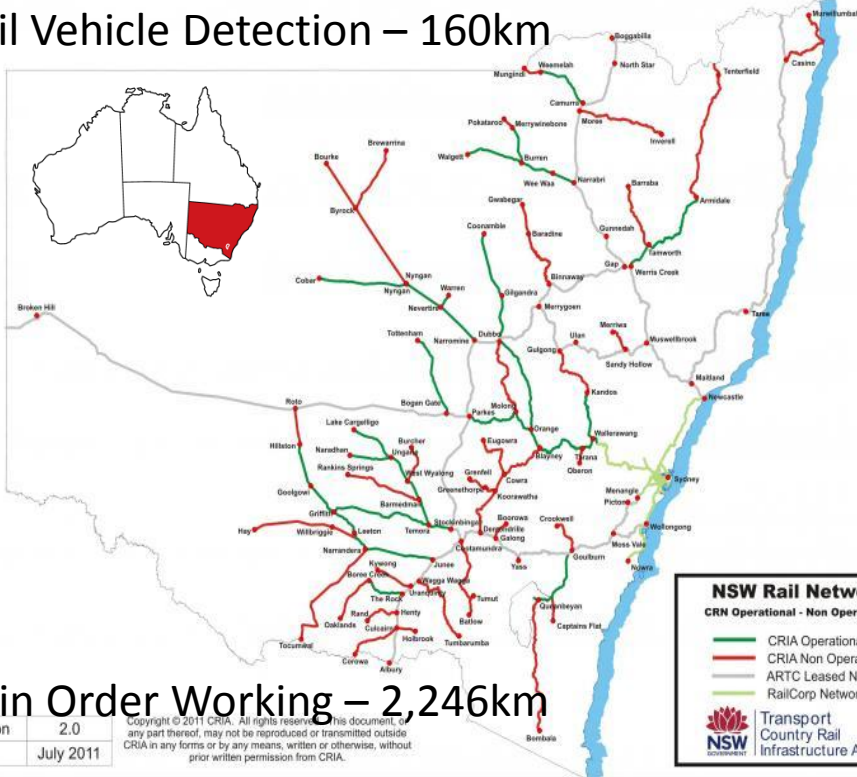 il Vehicle Detection – 160km
Murwillumbah
Boggabilla
Casino
Weemelah
North Star
Mungindi
Tenterfield
Camurra
Pokataroo
Merrywinebone
Moree
Brewarrina
Inverell
Bourke
Walgett
Burren
Wee Waa
Narrabri
Barraba
Gwabegar
Armidale
Byrock
Coonamble
Baradine
Gunnedah
Tamworth
Gap
Werris Creek
Nyngan
Binnaway
Cobar
Nyngan
Warren
Gilgandra
Nevertire
Merrygoen
Broken Hill
Taree
Tottenham
Narromine
Dubbo
Ulan
Merriwa
Muswellbrook
Gulgong
Sandy Hollow
Maitland
Roto
Bogan Gate
Molong
Kandos
Newcastle
Parkes
Lake Cargelligo
Orange
Wallerawang
Hillston
Naradhan
Burcher
Ungarie
Eugowra
Blayney
Tarana
Oberon
Rankins Springs
West Wyalong
Grenfell
Cowra
Sydney
Goolgowi
Greenethorpe
Koorawatha
Menangle
Picton
Barmedman
Griffith
Boorowa
Crookwell
Hay
Willbriggie
Leeton
Temora
Stockinbingal
Demondrille
Galong
Wollongong
Narrandera
Cootamundra
Goulburn
Moss Vale
Junee
Yass
Nowra
Kywong
Boree Creek
Wagga Wagga
The Rock
Uranquinty
Tumut
Queanbeyan
Rand
Henty
Batlow
Captains Flat
Oaklands
Culcairn
Holbrook
Tumbarumba
Tocumwal
Corowa
Albury
Bombala
NSW Rail Netw
CRN Operational - Non Oper
CRIA Operationa
CRIA Non Opera
ARTC Leased N
RailCorp Network
NSW
GOVERNMENT
Transport
Country Rail
Infrastructure A
in Order Working – 2,246km
on 2.0
July 2011
Copyright © 2011 CRIA. All rights reserved. This document, or
any part thereof, may not be reproduced or transmitted outside
CRIA in any forms or by any means, written or otherwise, without
prior written permission from CRIA.